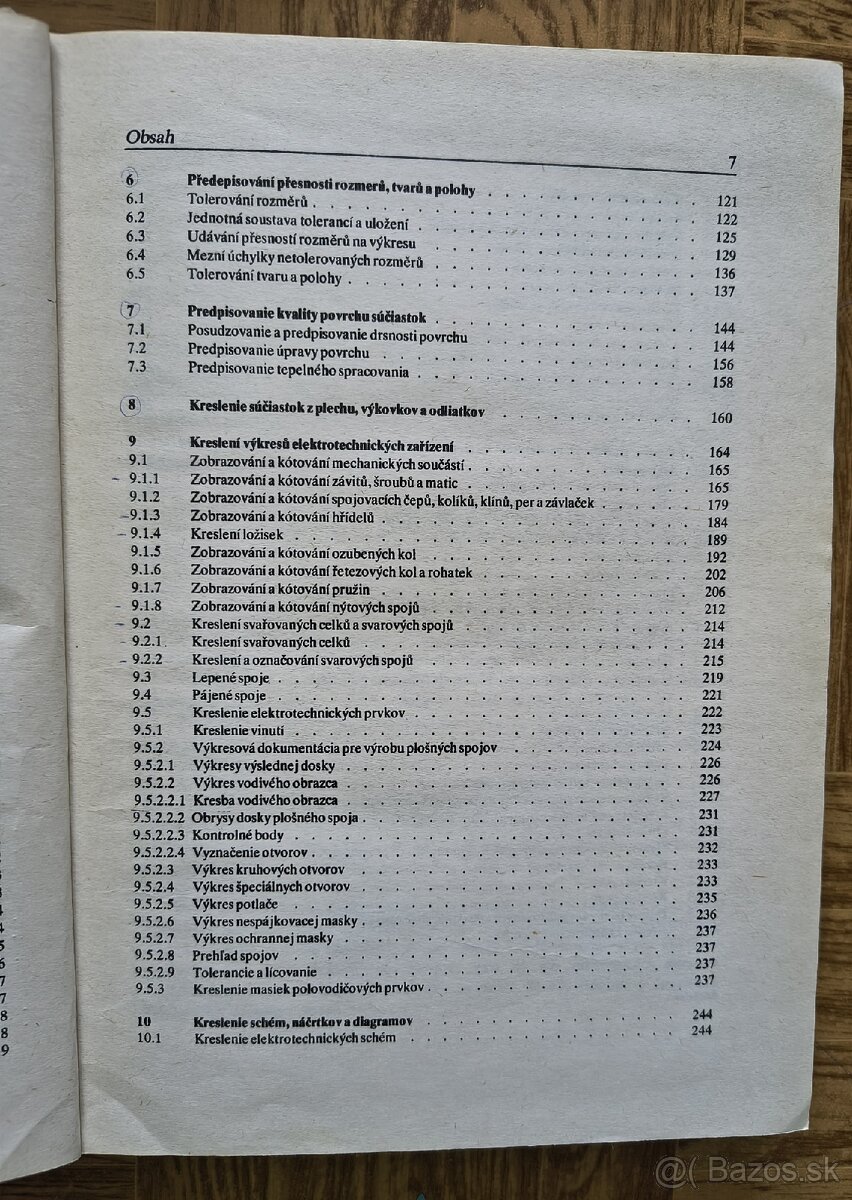 Obsah 7
6 Předepisování přesnosti rozmerů, tvarů a polohy 121
6.1 Tolerování rozměrů 122
6.2 Jednotná soustava tolerancí a uložení 125
6.3 Udávání přesností rozměrů na výkresu 129
6.4 Mezní úchylky netolerovaných rozměrů 136
6.5 Tolerování tvaru a polohy 137
7 Predpisovanie kvality povrchu súčiastok 144
7.1 Posudzovanie a predpisovanie drsnosti povrchu 144
7.2 Predpisovanie úpravy povrchu 156
7.3 Predpisovanie tepelného spracovania 158
8 Kreslenie súčiastok z plechu, výkovkov a odliatkov 160
9 Kreslení výkresů elektrotechnických zařízení 164
9.1 Zobrazování a kótování mechanických součástí 165
9.1.1 Zobrazování a kótování závitů, šroubů a matic 165
9.1.2 Zobrazování a kótování spojovacích čepů, kolíků, klínů, per a závlaček 179
9.1.3 Zobrazování a kótování hřídelů 184
9.1.4 Kreslení ložisek 189
9.1.5 Zobrazování a kótování ozubených kol 192
9.1.6 Zobrazování a kótování řetezových kol a rohatek 202
9.1.7 Zobrazování a kótování pružin 206
9.1.8 Zobrazování a kótování nýtových spojů 212
9.2 Kreslení svařovaných celků a svarových spojů 214
9.2.1 Kreslení svařovaných celků 214
9.2.2 Kreslení a označování svarových spojů 215
9.3 Lepené spoje 219
9.4 Pájené spoje 221
9.5 Kreslenie elektrotechnických prvkov 222
9.5.1 Kreslenie vinutí 223
9.5.2 Výkresová dokumentácia pre výrobu plošných spojov 224
9.5.2.1 Výkresy výslednej dosky 226
9.5.2.2 Výkres vodivého obrazca 226
9.5.2.2.1 Kresba vodivého obrazca 227
9.5.2.2.2 Obrysy dosky plošného spoja 231
9.5.2.2.3 Kontrolné body 231
9.5.2.2.4 Vyznačenie otvorov 232
9.5.2.3 Výkres kruhových otvorov 233
9.5.2.4 Výkres špeciálnych otvorov 233
9.5.2.5 Výkres potlače 235
9.5.2.6 Výkres nespájkovacej masky 236
9.5.2.7 Výkres ochrannej masky 237
9.5.2.8 Prehľad spojov 237
9.5.2.9 Tolerancie a lícovanie 237
9.5.3 Kreslenie masiek polovodičových prvkov 237
10 Kreslenie schém, náčrtkov a diagramov 244
10.1 Kreslenie elektrotechnických schém 244
Bazos.sk